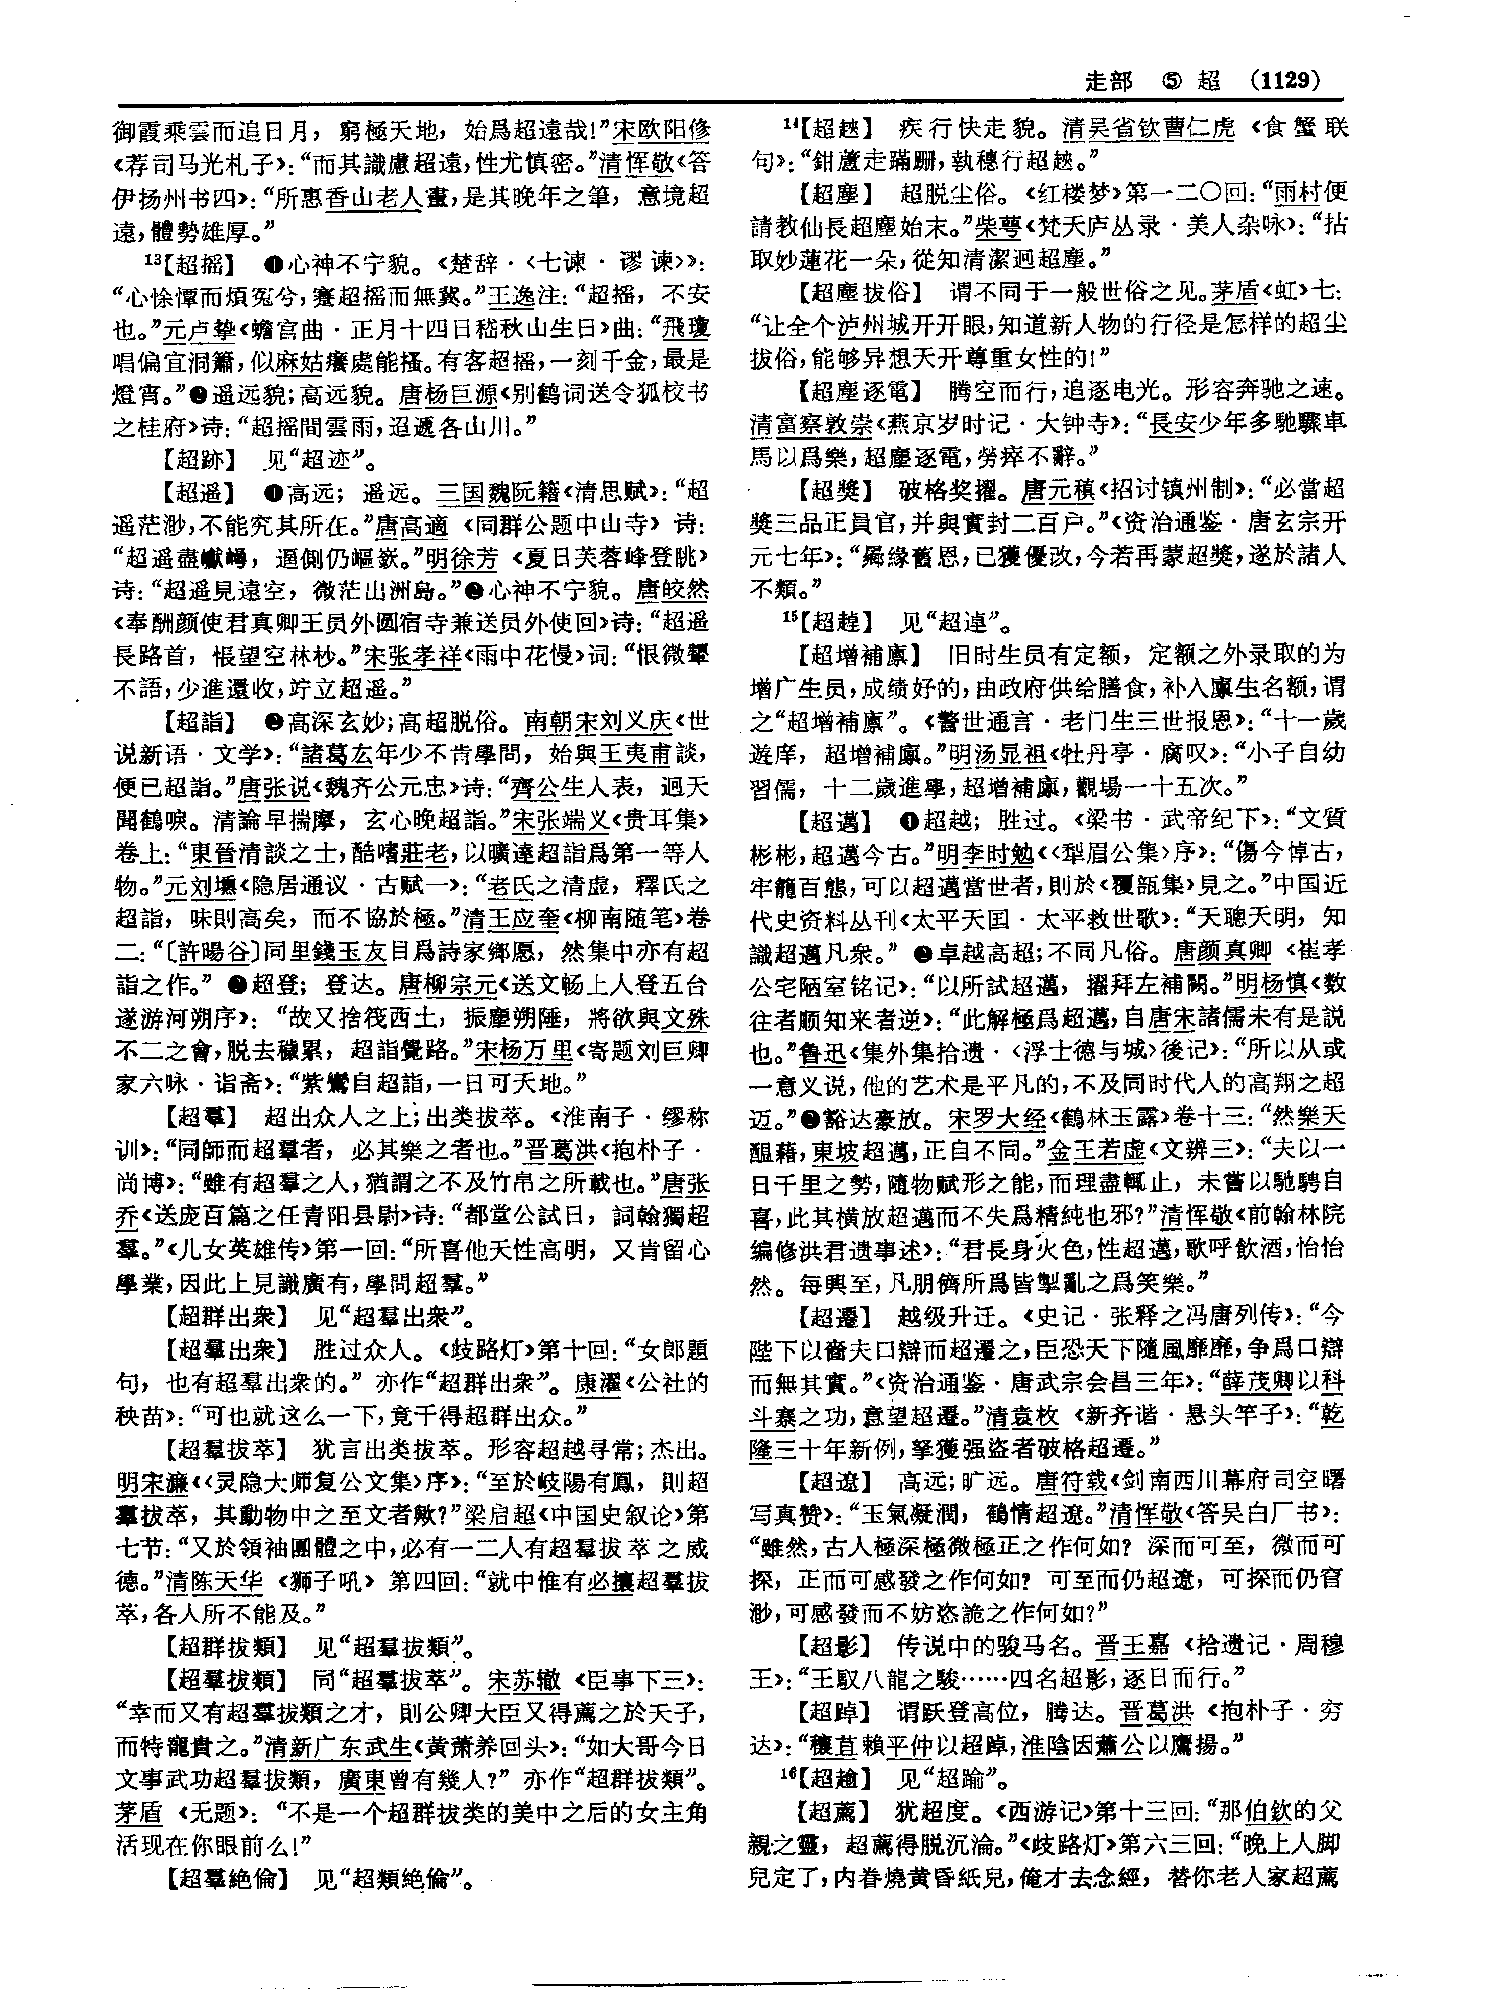 走部 ⑤ 超 （1129）
御霞乘雲而追日月，窮極天地，始爲超遠哉！”宋欧阳修
《荐司马光札子》：“而其識慮超遠，性尤慎密。”清恽敬《答
伊扬州书四》：“所惠香山老人畫，是其晚年之筆，意境超
遠，體勢雄厚。”
13【超摇】 ❶心神不宁貌。《楚辞·〈七谏·谬谏〉》：
“心悇憛而煩冤兮，蹇超摇而無冀。”王逸注：“超摇，不安
也。”元卢挚《蟾宫曲·正月十四日嵇秋山生日》曲：“飛瓊
唱偏宜洞簫，似麻姑癢處能搔。有客超摇，一刻千金，最是
燈宵。”❷遥远貌；高远貌。唐杨巨源《别鹤词送令狐校书
之桂府》诗：“超摇間雲雨，迢遞各山川。”
【超跡】 见“超迹”。
【超遥】 ❶高远；遥远。三国魏阮籍《清思赋》：“超
遥茫渺，不能究其所在。”唐高適《同群公题中山寺》诗：
“超遥盡巘崿，逼側仍嶇嶔。”明徐芳《夏日芙蓉峰登眺》
诗：“超遥見遠空，微茫出洲島。”❷心神不宁貌。唐皎然
《奉酬颜使君真卿王员外圆宿寺兼送员外使回》诗：“超遥
長路首，悵望空林杪。”宋张孝祥《雨中花慢》词：“恨微顰
不語，少進還收，竚立超遥。”
【超詣】 ❷高深玄妙；高超脱俗。南朝宋刘义庆《世
说新语·文学》：“諸葛厷年少不肯學問，始與王夷甫談，
便已超詣。”唐张说《魏齐公元忠》诗：“齊公生人表，迥天
聞鶴唳。清論早揣摩，玄心晚超詣。”宋张端义《贵耳集》
卷上：“東晉清談之士，酷嗜莊老，以曠達超詣爲第一等人
物。”元刘壎《隐居通议·古赋一》：“老氏之清虚，釋氏之
超詣，味則高矣，而不協於極。”清王应奎《柳南随笔》卷
二：“〔許暘谷〕同里錢玉友目爲詩家鄉愿，然集中亦有超
詣之作。” ❷超登；登达。唐柳宗元《送文畅上人登五台
遂游河朔序》：“故又捨筏西土，振塵朔陲，將欲與文殊
不二之會，脱去穢累，超詣覺路。”宋杨万里《寄题刘巨卿
家六咏·诣斋》：“紫鸞自超詣，一日可天地。”
【超羣】 超出众人之上；出类拔萃。《淮南子·缪称
训》：“同師而超羣者，必其樂之者也。”晋葛洪《抱朴子·
尚博》：“雖有超羣之人，猶謂之不及竹帛之所載也。”唐张
乔《送庞百篇之任青阳县尉》诗：“都堂公試日，詞翰獨超
羣。”《儿女英雄传》第一回：“所喜他天性高明，又肯留心
學業，因此上見識廣有，學問超羣。”
【超群出衆】 见“超羣出衆”。
【超羣出衆】 胜过众人。《歧路灯》第十回：“女郎題
句，也有超羣出衆的。” 亦作“超群出衆”。康濯《公社的
秧苗》：“可也就这么一下，竟干得超群出众。”
【超羣拔萃】 犹言出类拔萃。形容超越寻常；杰出。
明宋濂《〈灵隐大师复公文集〉序》：“至於岐陽有鳳，則超
羣拔萃，其動物中之至文者歟？”梁启超《中国史叙论》第
七节：“又於領袖團體之中，必有一二人有超羣拔萃之威
德。”清陈天华《狮子吼》第四回：“就中惟有必攘超羣拔
萃，各人所不能及。”
【超群拔類】 见“超羣拔類”。
【超羣拔類】 同“超羣拔萃”。宋苏辙《臣事下三》：
“幸而又有超羣拔類之才，則公卿大臣又得薦之於天子，
而特寵貴之。”清新广东武生《黄萧养回头》：“如大哥今日
文事武功超羣拔類，廣東曾有幾人？” 亦作“超群拔類”。
茅盾《无题》：“不是一个超群拔类的美中之后的女主角
活现在你眼前么！”
【超羣絶倫】 见“超類絶倫”。
14【超趒】 疾行快走貌。清吴省钦曹仁虎《食蟹联
句》：“鉗蘆走蹣跚，執穗行超趒。”
【超塵】 超脱尘俗。《红楼梦》第一二〇回：“雨村便
請教仙長超塵始末。”柴萼《梵天庐丛录·美人杂咏》：“拈
取妙蓮花一朵，從知清潔迥超塵。”
【超塵拔俗】 谓不同于一般世俗之见。茅盾《虹》七：
“让全个泸州城开开眼，知道新人物的行径是怎样的超尘
拔俗，能够异想天开尊重女性的！”
【超塵逐電】 腾空而行，追逐电光。形容奔驰之速。
清富察敦崇《燕京岁时记·大钟寺》：“長安少年多馳驟車
馬以爲樂，超塵逐電，勞瘁不辭。”
【超獎】 破格奖擢。唐元稹《招讨镇州制》：“必當超
獎三品正員官，并與實封二百户。”《资治通鉴·唐玄宗开
元七年》：“屬緣舊恩，已獲優改，今若再蒙超獎，遂於諸人
不類。”
15【超趠】 见“超逴”。
【超增補廪】 旧时生员有定额，定额之外录取的为
增广生员，成绩好的，由政府供给膳食，补入廪生名额，谓
之“超增補廪”。《警世通言·老门生三世报恩》：“十一歲
遊庠，超增補廪。”明汤显祖《牡丹亭·腐叹》：“小子自幼
習儒，十二歲進學，超增補廪，觀場一十五次。”
【超邁】 ❶超越；胜过。《梁书·武帝纪下》：“文質
彬彬，超邁今古。”明李时勉《〈犁眉公集〉序》：“傷今悼古，
牢籠百態，可以超邁當世者，則於《覆瓿集》見之。”中国近
代史资料丛刊《太平天囯·太平救世歌》：“天聰天明，知
識超邁凡衆。” ❷卓越高超；不同凡俗。唐颜真卿《崔孝
公宅陋室铭记》：“以所試超邁，擢拜左補闕。”明杨慎《数
往者顺知来者逆》：“此解極爲超邁，自唐宋諸儒未有是説
也。”鲁迅《集外集拾遗·〈浮士德与城〉後记》：“所以从或
一意义说，他的艺术是平凡的，不及同时代人的高翔之超
迈。”❸豁达豪放。宋罗大经《鹤林玉露》卷十三：“然樂天
醖藉，東坡超邁，正自不同。”金王若虚《文辨三》：“夫以一
日千里之勢，隨物賦形之能，而理盡輒止，未嘗以馳騁自
喜，此其横放超邁而不失爲精純也邪？”清恽敬《前翰林院
编修洪君遗事述》：“君長身火色，性超邁，歌呼飲酒，怡怡
然。每興至，凡朋儕所爲皆掣亂之爲笑樂。”
【超遷】 越级升迁。《史记·张释之冯唐列传》：“今
陛下以嗇夫口辯而超遷之，臣恐天下隨風靡靡，争爲口辯
而無其實。”《资治通鉴·唐武宗会昌三年》：“薛茂卿以科
斗寨之功，意望超遷。”清袁枚《新齐谐·悬头竿子》：“乾
隆三十年新例，拏獲强盗者破格超遷。”
【超遼】 高远；旷远。唐符载《剑南西川幕府司空曙
写真赞》：“玉氣凝潤，鶴情超遼。”清恽敬《答吴白厂书》：
“雖然，古人極深極微極正之作何如？深而可至，微而可
探，正而可感發之作何如？可至而仍超遼，可探而仍窅
渺，可感發而不妨恣詭之作何如？”
【超影】 传说中的骏马名。晋王嘉《拾遗记·周穆
王》：“王馭八龍之駿……四名超影，逐日而行。”
【超踔】 谓跃登高位，腾达。晋葛洪《抱朴子·穷
达》：“穰苴賴平仲以超踔，淮陰因蕭公以鷹揚。”
16【超踰】 见“超踰”。
【超薦】 犹超度。《西游记》第十三回：“那伯欽的父
親之靈，超薦得脱沉淪。”《歧路灯》第六三回：“晚上人脚
兒定了，内眷燒黄昏紙兒，俺才去念經，替你老人家超薦